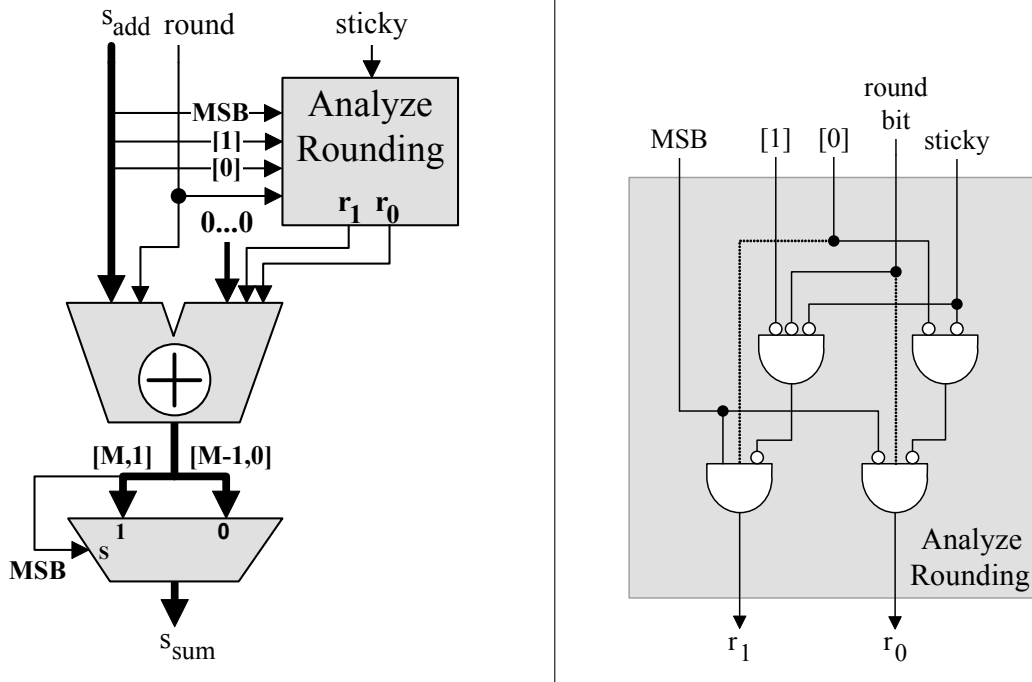 s_add round sticky
MSB
[1]
[0]
Analyze
Rounding
r_1 r_0
0...0
[M,1] [M-1,0]
1 0
s
MSB
s_sum
round
bit
MSB [1] [0] sticky
Analyze
Rounding
r_1 r_0